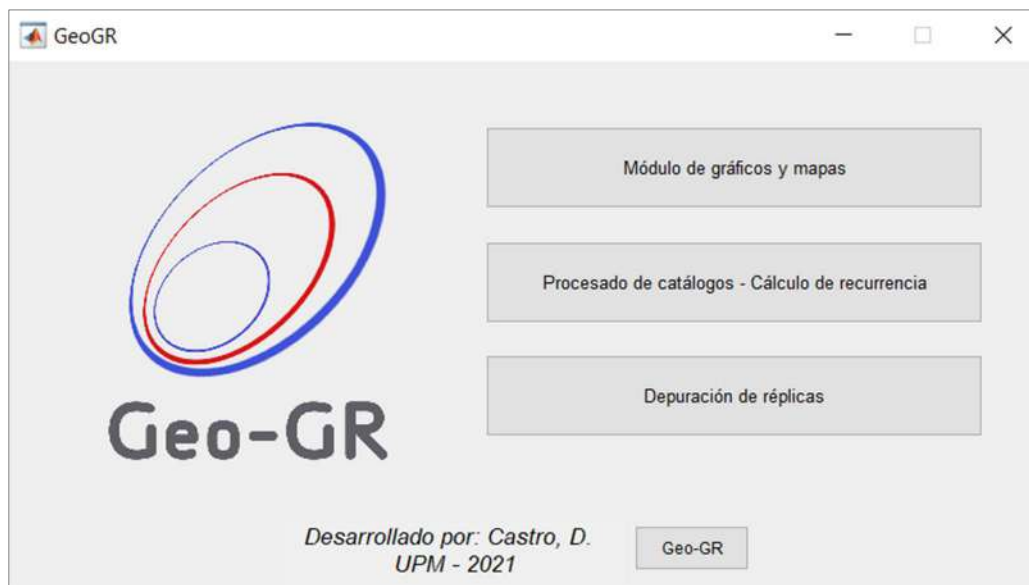 GeoGR
Módulo de gráficos y mapas
Procesado de catálogos - Cálculo de recurrencia
Depuración de réplicas
Geo-GR
Desarrollado por: Castro, D.
UPM - 2021
Geo-GR